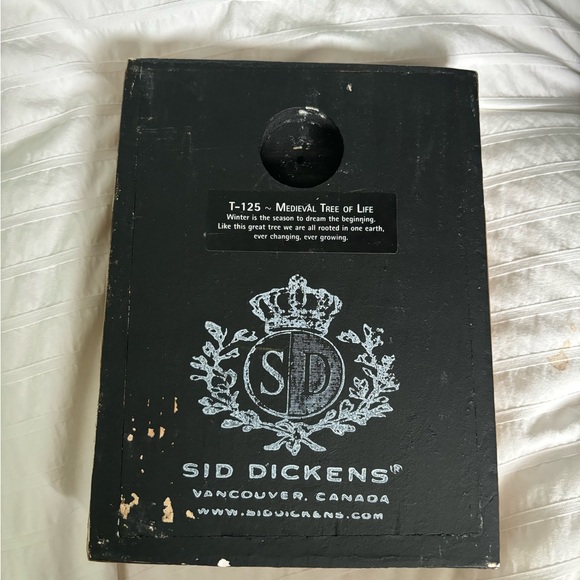 T-125 ~ MEDIEVAL TREE OF LIFE
Winter is the season to dream the beginning.
Like this great tree we are all rooted in one earth,
ever changing, ever growing.
SD
SID DICKENS®
VANCOUVER, CANADA
WWW.SIDDICKENS.COM